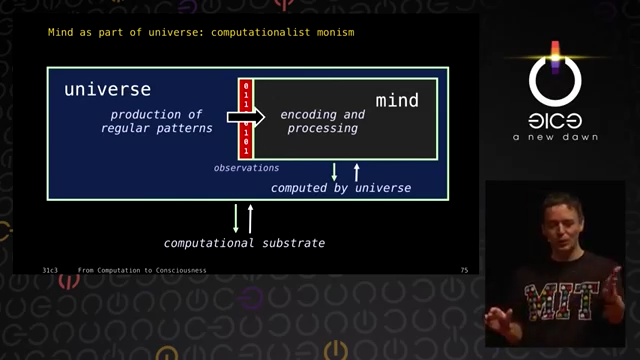 Mind as part of universe: computationalist monism
universe
mind
production of
regular patterns
0
1
1
0
1
0
1
encoding and
processing
observations
computed by universe
computational substrate
31c3 From Computation to Consciousness 75
a new dawn
MIT